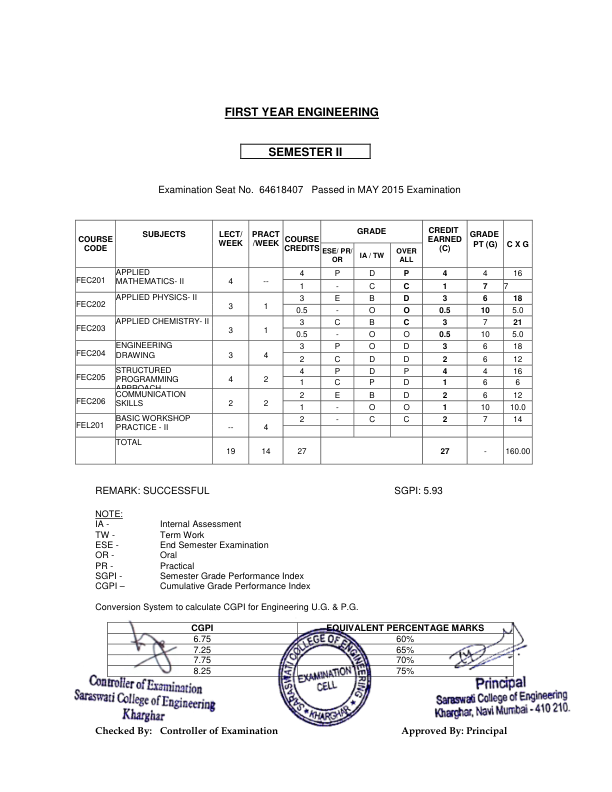 FIRST YEAR ENGINEERING
SEMESTER II
Examination Seat No. 64618407 Passed in MAY 2015 Examination
COURSE CODE SUBJECTS LECT/ WEEK PRACT /WEEK COURSE CREDITS GRADE CREDIT EARNED (C) GRADE PT (G) C X G
ESE/ PR/ OR IA / TW OVER ALL
FEC201 APPLIED MATHEMATICS- II 4 -- 4 P D P 4 4 16
1 - C C 1 7 7
FEC202 APPLIED PHYSICS- II 3 1 3 E B D 3 6 18
0.5 - O O 0.5 10 5.0
FEC203 APPLIED CHEMISTRY- II 3 1 3 C B C 3 7 21
0.5 - O O 0.5 10 5.0
FEC204 ENGINEERING DRAWING 3 4 3 P O D 3 6 18
2 C D D 2 6 12
FEC205 STRUCTURED PROGRAMMING APPROACH 4 2 4 P D P 4 4 16
1 C P D 1 6 6
FEC206 COMMUNICATION SKILLS 2 2 2 E B D 2 6 12
1 - O O 1 10 10.0
FEL201 BASIC WORKSHOP PRACTICE - II -- 4 2 - C C 2 7 14
TOTAL 19 14 27 27 - 160.00
REMARK: SUCCESSFUL SGPI: 5.93
NOTE:
IA - Internal Assessment
TW - Term Work
ESE - End Semester Examination
OR - Oral
PR - Practical
SGPI - Semester Grade Performance Index
CGPI – Cumulative Grade Performance Index
Conversion System to calculate CGPI for Engineering U.G. & P.G.
CGPI EQUIVALENT PERCENTAGE MARKS
6.75 60%
7.25 65%
7.75 70%
8.25 75%
Controller of Examination
Saraswati College of Engineering
Kharghar
SARASWATI COLLEGE OF ENGINEERING
EXAMINATION
CELL
KHARGHAR
Principal
Saraswati College of Engineering
Kharghar, Navi Mumbai - 410 210.
Checked By: Controller of Examination Approved By: Principal